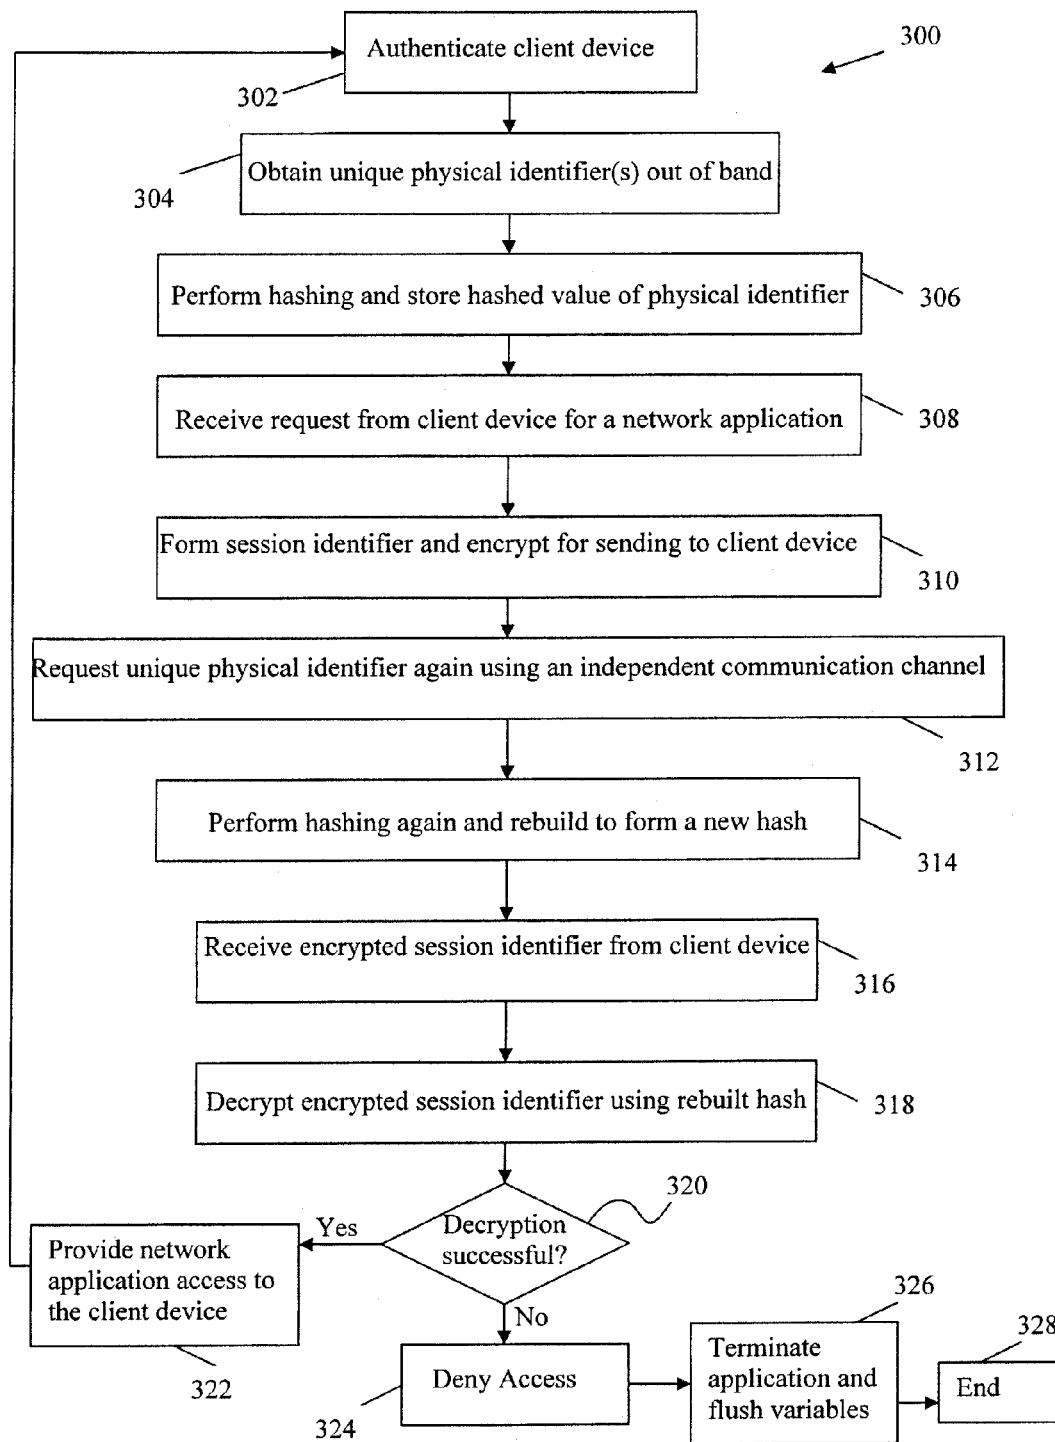 Authenticate client device
300
302
Obtain unique physical identifier(s) out of band
304
Perform hashing and store hashed value of physical identifier
306
Receive request from client device for a network application
308
Form session identifier and encrypt for sending to client device
310
Request unique physical identifier again using an independent communication channel
312
Perform hashing again and rebuild to form a new hash
314
Receive encrypted session identifier from client device
316
Decrypt encrypted session identifier using rebuilt hash
318
320
Decryption
successful?
Yes
Provide network
application access to
the client device
322
No
Deny Access
324
326
Terminate
application and
flush variables
328
End